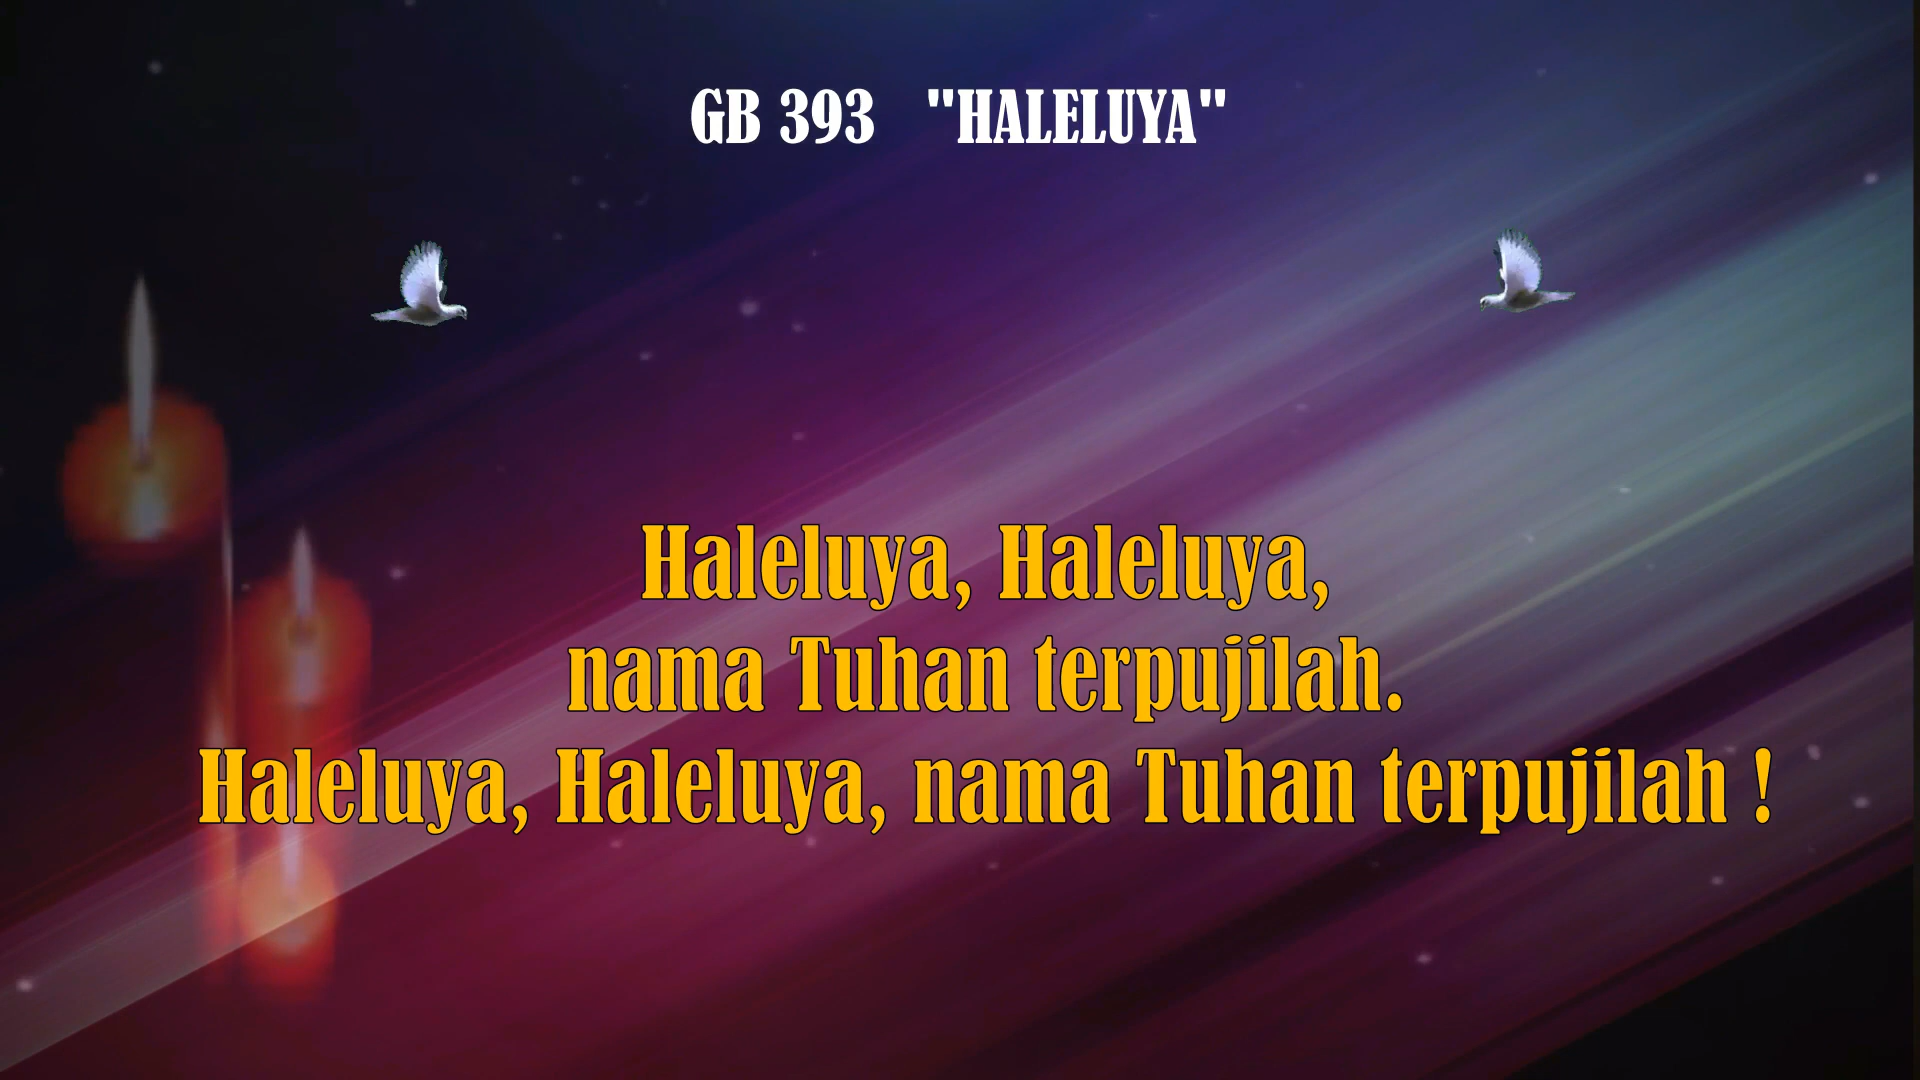 GB 393 "HALELUYA"
Haleluya, Haleluya,
nama Tuhan terpujilah.
Haleluya, Haleluya, nama Tuhan terpujilah !